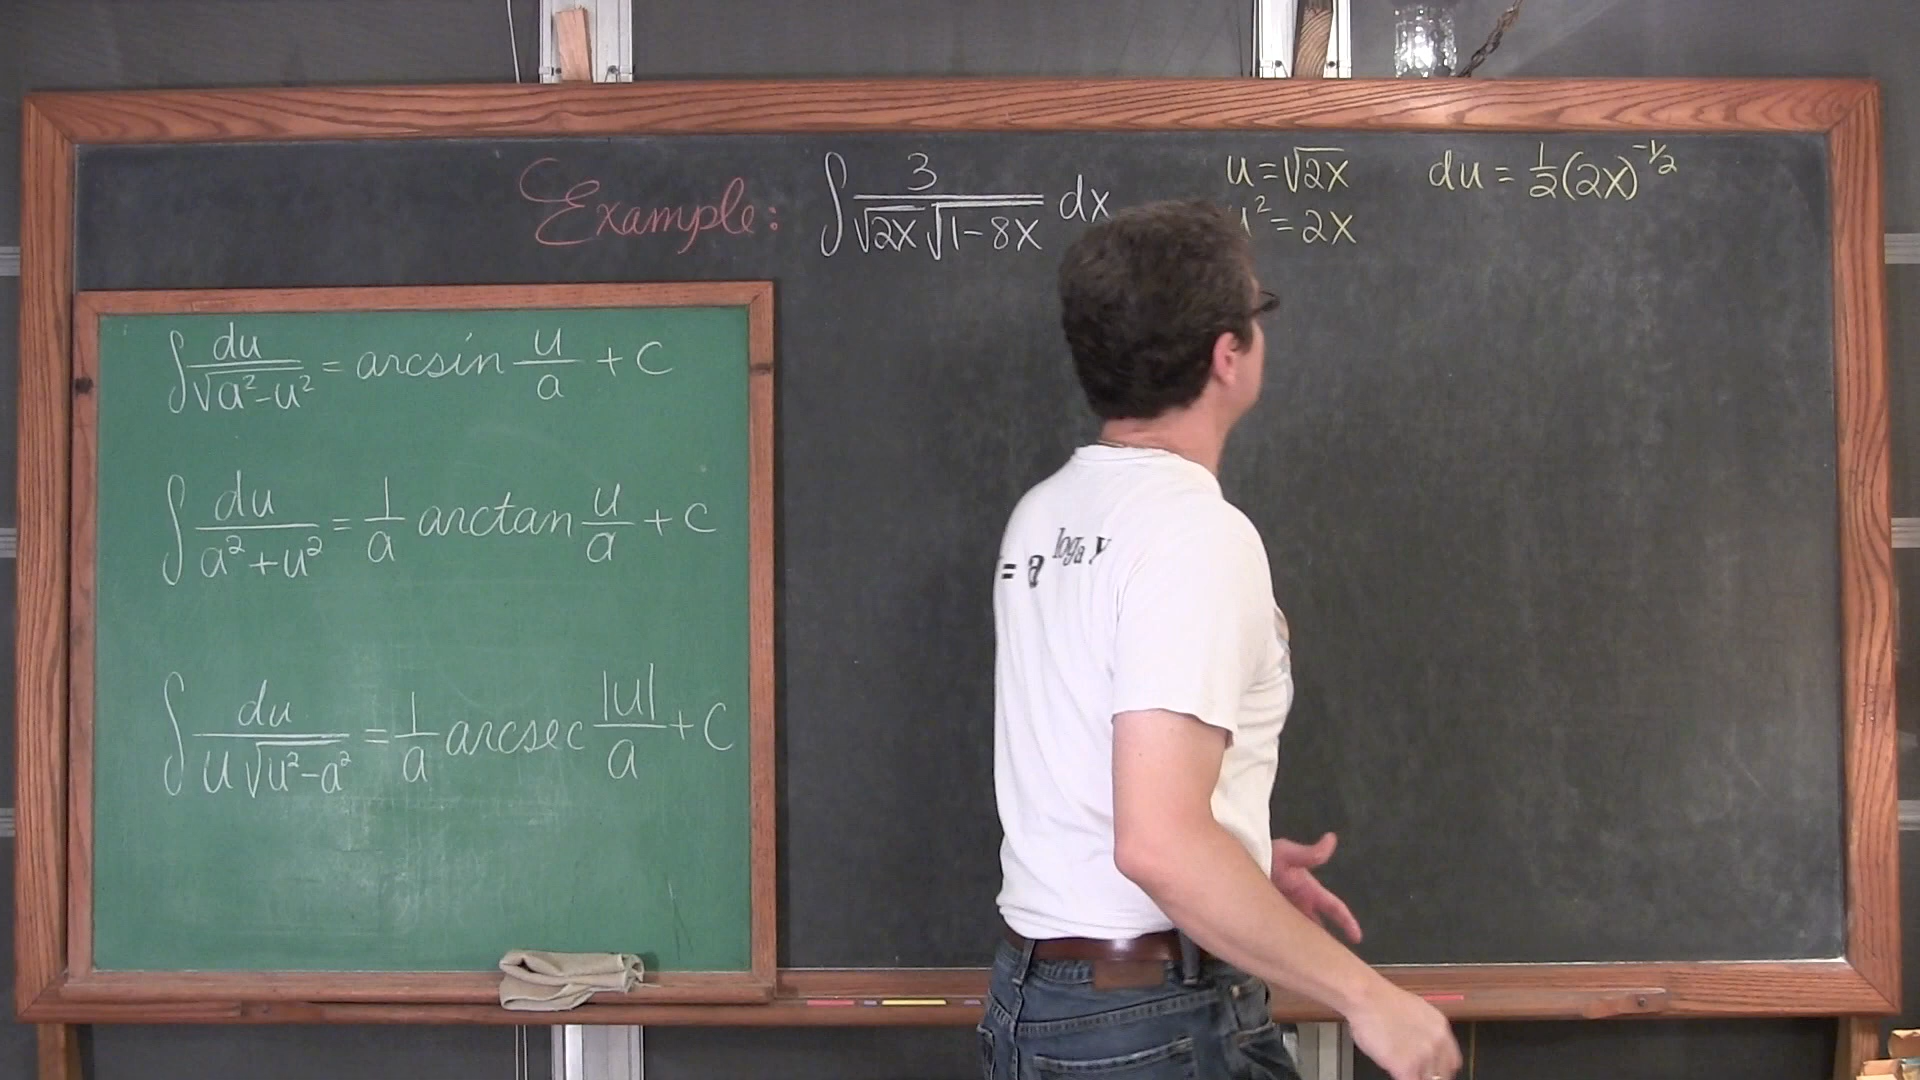 Example: ∫ 3/(√2x √1-8x) dx
u = √2x
u² = 2x
du = 1/2 (2x)^-1/2
∫ du/√a²-u² = arcsin u/a + C
∫ du/(a²+u²) = 1/a arctan u/a + C
∫ du/(u√u²-a²) = 1/a arcsec |u|/a + C
= a^logₐ